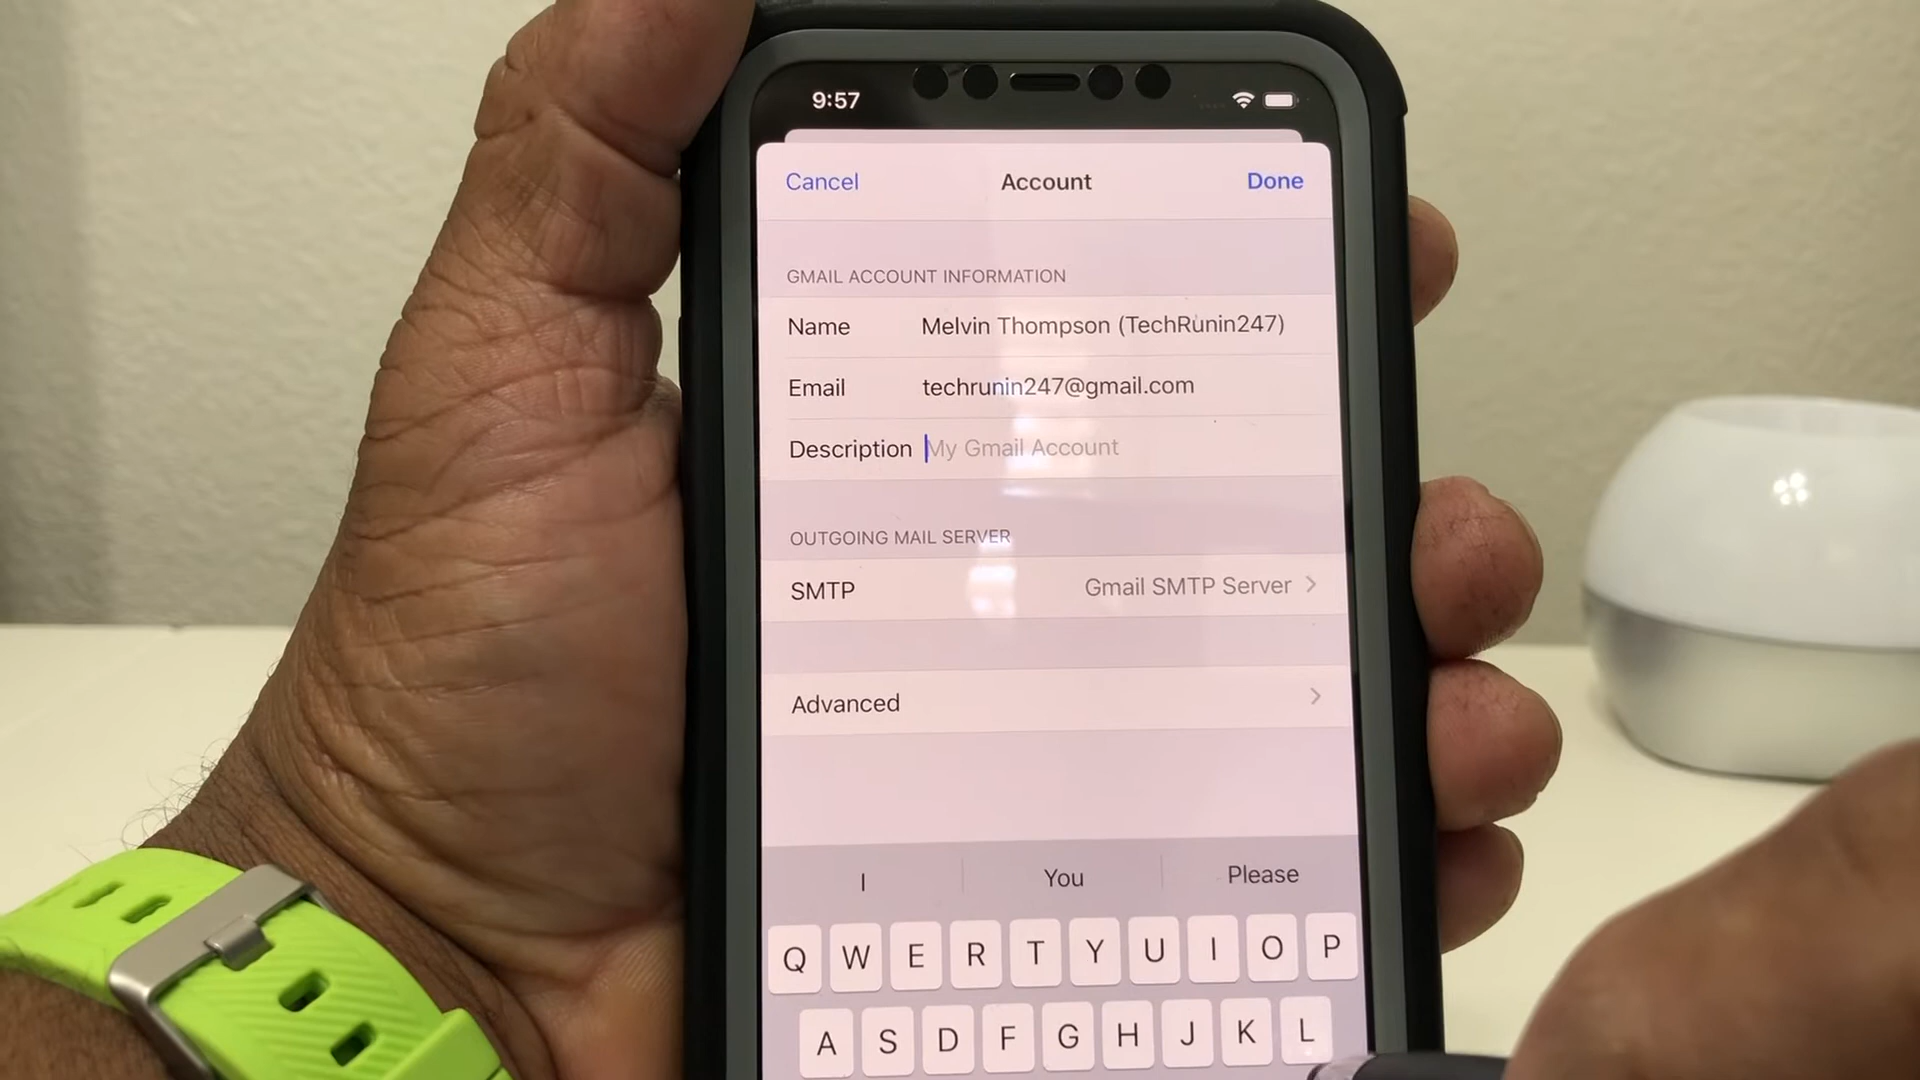 9:57
Cancel Account Done
GMAIL ACCOUNT INFORMATION
Name Melvin Thompson (TechRunin247)
Email techrunin247@gmail.com
Description My Gmail Account
OUTGOING MAIL SERVER
SMTP Gmail SMTP Server
Advanced
I You Please
Q W E R T Y U I O P
A S D F G H J K L